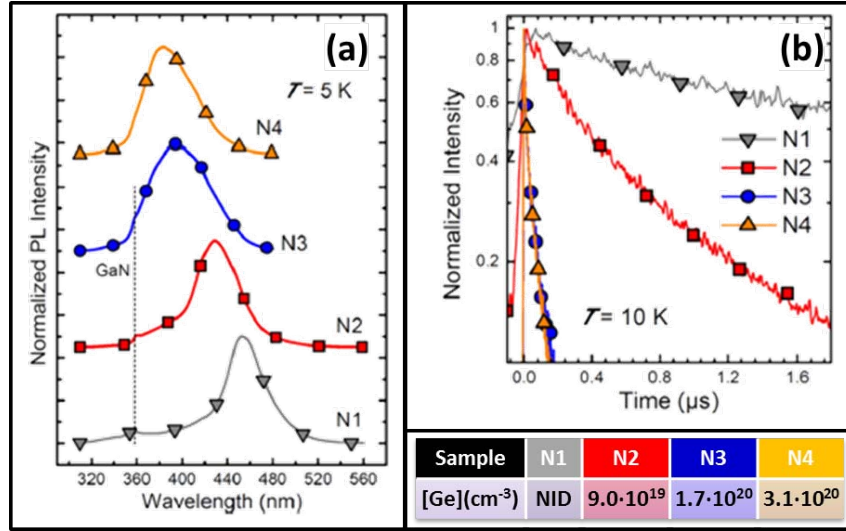 (a)
T = 5 K
N4
N3
GaN
N2
N1
Normalized PL Intensity
320 360 400 440 480 520 560
Wavelength (nm)
(b)
1
0.8
0.6
0.4
0.2
Normalized Intensity
N1
N2
N3
N4
T = 10 K
0.0 0.4 0.8 1.2 1.6
Time (µs)
Sample N1 N2 N3 N4
[Ge](cm⁻³) NID 9.0·10¹⁹ 1.7·10²⁰ 3.1·10²⁰